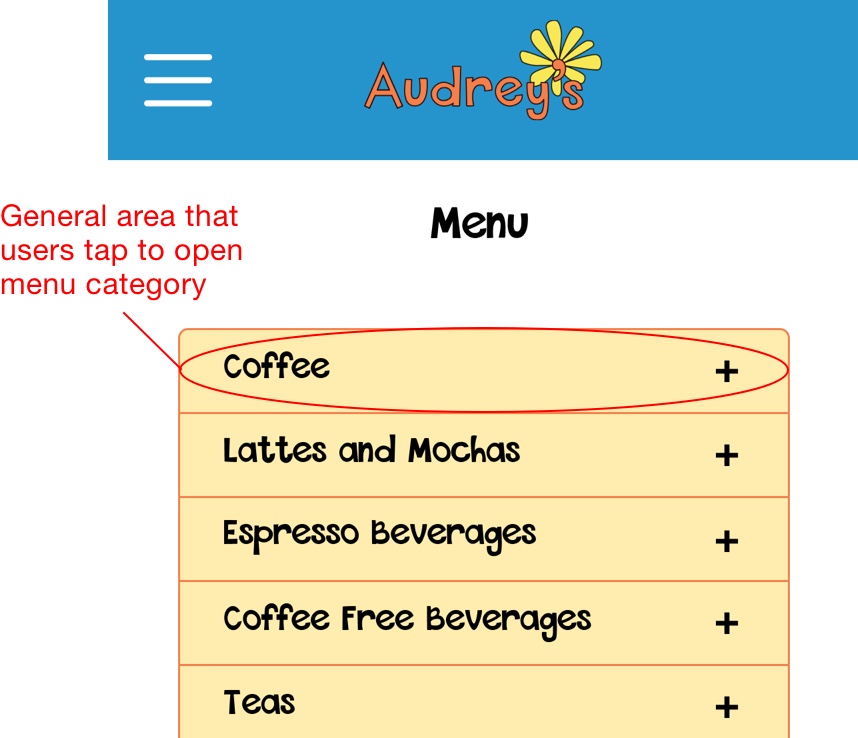 Audrey's
General area that
users tap to open
menu category
Menu
Coffee +
Lattes and Mochas +
Espresso Beverages +
Coffee Free Beverages +
Teas +